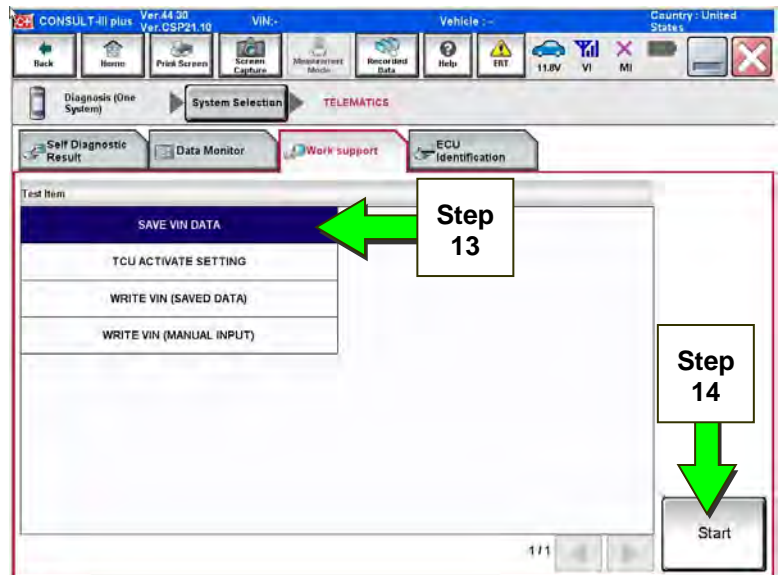 CONSULT-III plus Ver.44.30 VIN:- Vehicle : - Country : United
Ver.CSP21.10 States
Back Home Print Screen Screen Capture Measurement Mode Recorded Data Help ERT 11.8V VI MI
Diagnosis (One System) System Selection TELEMATICS
Self Diagnostic Result Data Monitor Work support ECU Identification
Test Item
SAVE VIN DATA
TCU ACTIVATE SETTING
WRITE VIN (SAVED DATA)
WRITE VIN (MANUAL INPUT)
Step
13
Step
14
Start
1/1